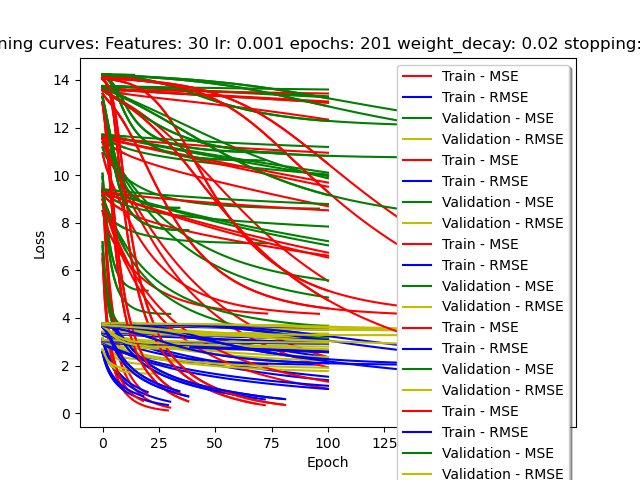 ning curves: Features: 30 lr: 0.001 epochs: 201 weight_decay: 0.02 stopping:
Loss
14
12
10
8
6
4
2
0
0 25 50 75 100 125
Epoch
Train - MSE
Train - RMSE
Validation - MSE
Validation - RMSE
Train - MSE
Train - RMSE
Validation - MSE
Validation - RMSE
Train - MSE
Train - RMSE
Validation - MSE
Validation - RMSE
Train - MSE
Train - RMSE
Validation - MSE
Validation - RMSE
Train - MSE
Train - RMSE
Validation - MSE
Validation - RMSE